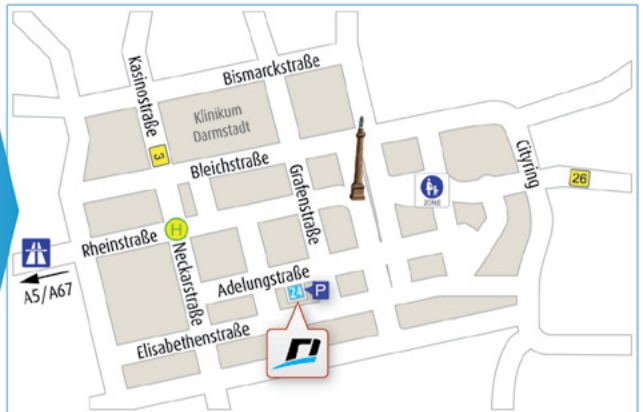 Kasinostraße
Bismarckstraße
Klinikum
Darmstadt
3
Bleichstraße
Cityring
26
ZONE
Grafenstraße
Rheinstraße
H
Neckarstraße
A5/A67
Adelungstraße
24
P
Elisabethenstraße